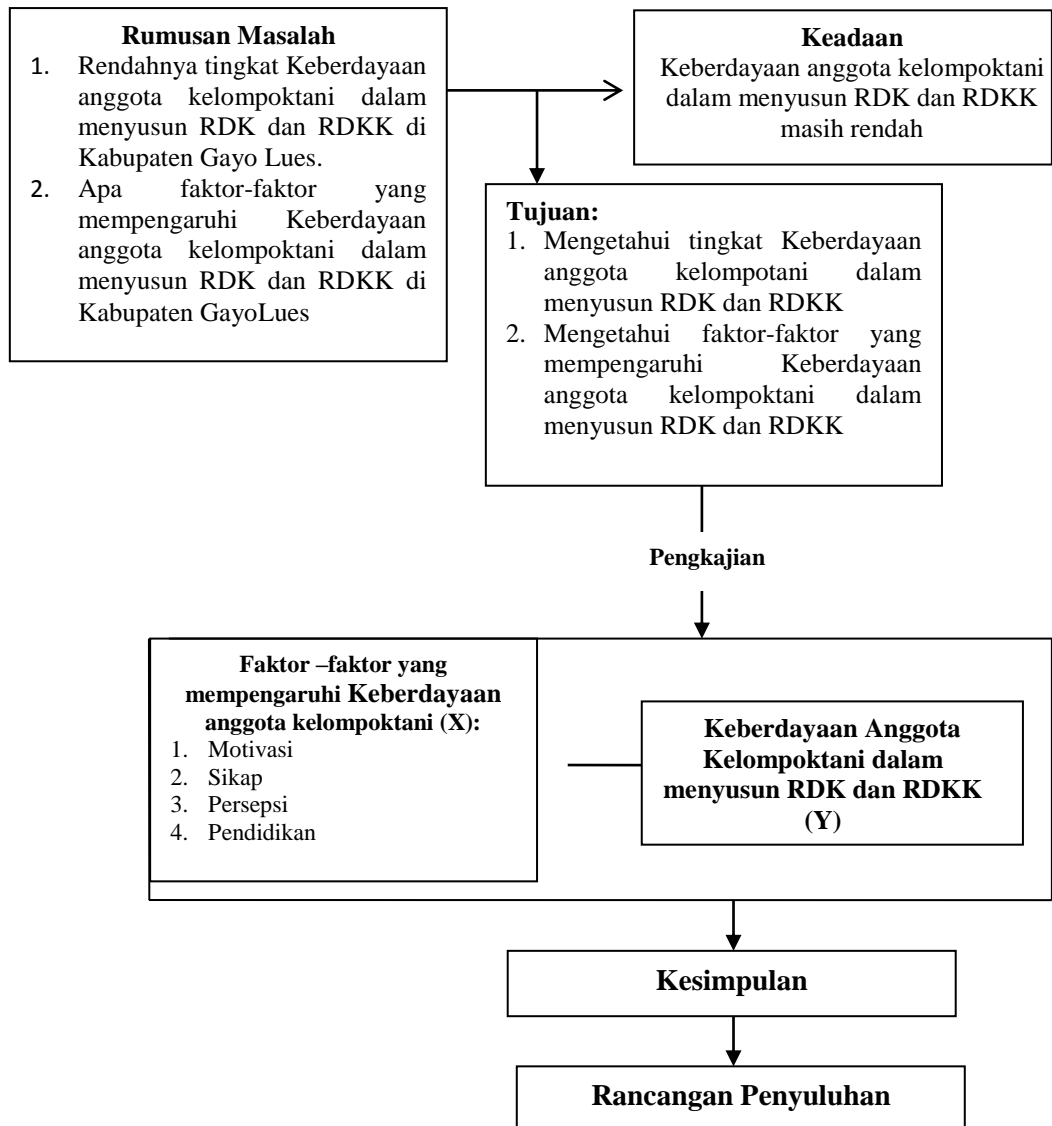 Rumusan Masalah
1. Rendahnya tingkat Keberdayaan
anggota kelompoktani dalam
menyusun RDK dan RDKK di
Kabupaten Gayo Lues.
2. Apa faktor-faktor yang
mempengaruhi Keberdayaan
anggota kelompoktani dalam
menyusun RDK dan RDKK di
Kabupaten GayoLues
Keadaan
Keberdayaan anggota kelompoktani
dalam menyusun RDK dan RDKK
masih rendah
Tujuan:
1. Mengetahui tingkat Keberdayaan
anggota kelompotani dalam
menyusun RDK dan RDKK
2. Mengetahui faktor-faktor yang
mempengaruhi Keberdayaan
anggota kelompoktani dalam
menyusun RDK dan RDKK
Pengkajian
Faktor –faktor yang
mempengaruhi Keberdayaan
anggota kelompoktani (X):
1. Motivasi
2. Sikap
3. Persepsi
4. Pendidikan
Keberdayaan Anggota
Kelompoktani dalam
menyusun RDK dan RDKK
(Y)
Kesimpulan
Rancangan Penyuluhan